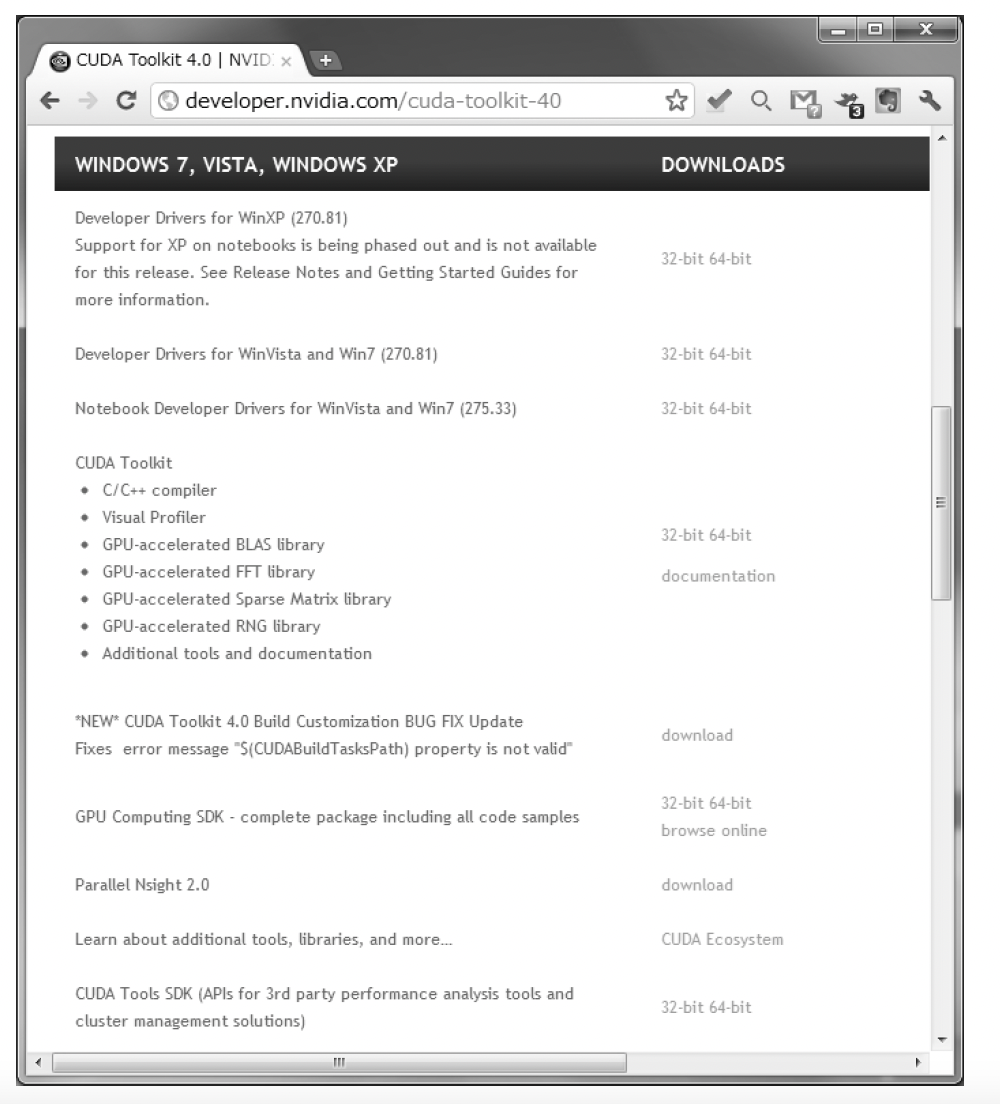 CUDA Toolkit 4.0 | NVID
developer.nvidia.com/cuda-toolkit-40
3
WINDOWS 7, VISTA, WINDOWS XP DOWNLOADS
Developer Drivers for WinXP (270.81)
Support for XP on notebooks is being phased out and is not available
for this release. See Release Notes and Getting Started Guides for
more information.
32-bit 64-bit
Developer Drivers for WinVista and Win7 (270.81) 32-bit 64-bit
Notebook Developer Drivers for WinVista and Win7 (275.33) 32-bit 64-bit
CUDA Toolkit
• C/C++ compiler
• Visual Profiler
• GPU-accelerated BLAS library
• GPU-accelerated FFT library
• GPU-accelerated Sparse Matrix library
• GPU-accelerated RNG library
• Additional tools and documentation
32-bit 64-bit
documentation
*NEW* CUDA Toolkit 4.0 Build Customization BUG FIX Update
Fixes error message "$(CUDABuildTasksPath) property is not valid"
download
GPU Computing SDK - complete package including all code samples
32-bit 64-bit
browse online
Parallel Nsight 2.0 download
Learn about additional tools, libraries, and more... CUDA Ecosystem
CUDA Tools SDK (APIs for 3rd party performance analysis tools and
cluster management solutions)
32-bit 64-bit